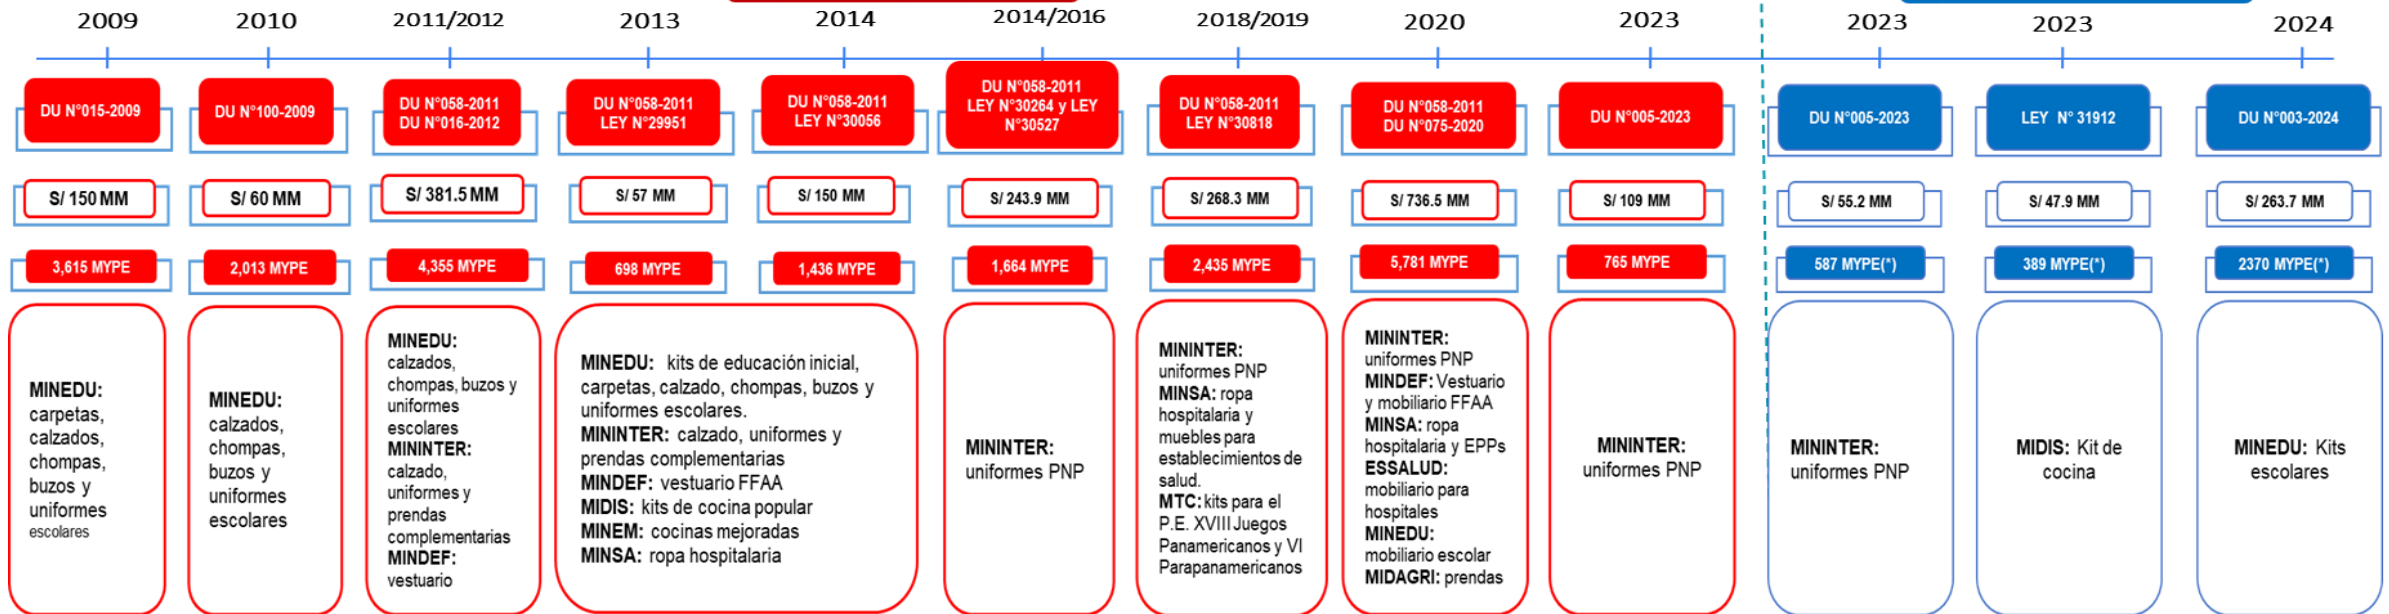 2009
2010
2011/2012
2013
2014
2014/2016
2018/2019
2020
2023
2023
2023
2024
DU N°015-2009
DU N°100-2009
DU N°058-2011
DU N°016-2012
DU N°058-2011
LEY N°29951
DU N°058-2011
LEY N°30056
DU N°058-2011
LEY N°30264 y LEY
N°30527
DU N°058-2011
LEY N°30818
DU N°058-2011
DU N°075-2020
DU N°005-2023
DU N°005-2023
LEY N° 31912
DU N°003-2024
S/ 150 MM
S/ 60 MM
S/ 381.5 MM
S/ 57 MM
S/ 150 MM
S/ 243.9 MM
S/ 268.3 MM
S/ 736.5 MM
S/ 109 MM
S/ 55.2 MM
S/ 47.9 MM
S/ 263.7 MM
3,615 MYPE
2,013 MYPE
4,355 MYPE
698 MYPE
1,436 MYPE
1,664 MYPE
2,435 MYPE
5,781 MYPE
765 MYPE
587 MYPE(*)
389 MYPE(*)
2370 MYPE(*)
MINEDU:
carpetas,
calzados,
chompas,
buzos y
uniformes
escolares
MINEDU:
calzados,
chompas,
buzos y
uniformes
escolares
MINEDU:
calzados,
chompas, buzos y
uniformes
escolares
MININTER:
calzado,
uniformes y
prendas
complementarias
MINDEF:
vestuario
MINEDU: kits de educación inicial,
carpetas, calzado, chompas, buzos y
uniformes escolares.
MININTER: calzado, uniformes y
prendas complementarias
MINDEF: vestuario FFAA
MIDIS: kits de cocina popular
MINEM: cocinas mejoradas
MINSA: ropa hospitalaria
MININTER:
uniformes PNP
MININTER:
uniformes PNP
MINSA: ropa
hospitalaria y
muebles para
establecimientos de
salud.
MTC: kits para el
P.E. XVIII Juegos
Panamericanos y VI
Parapanamericanos
MININTER:
uniformes PNP
MINDEF: Vestuario
y mobiliario FFAA
MINSA: ropa
hospitalaria y EPPs
ESSALUD:
mobiliario para
hospitales
MINEDU:
mobiliario escolar
MIDAGRI: prendas
MININTER:
uniformes PNP
MININTER:
uniformes PNP
MIDIS: Kit de
cocina
MINEDU: Kits
escolares